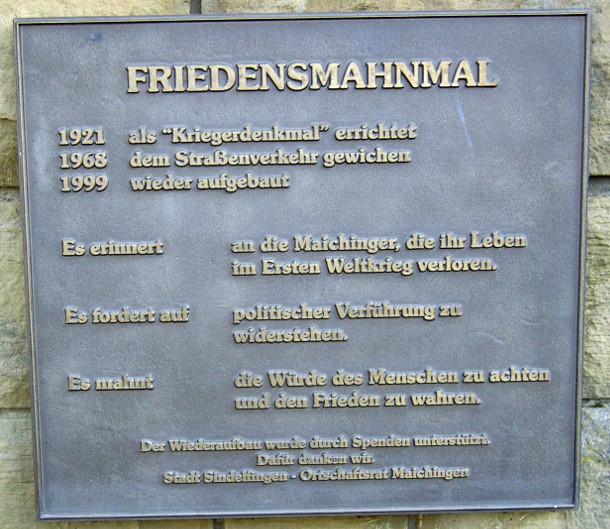 FRIEDENSMAHNMAL
1921 als "Kriegerdenkmal" errichtet
1968 dem Straßenverkehr gewichen
1999 wieder aufgebaut
Es erinnert an die Maichinger, die ihr Leben
im Ersten Weltkrieg verloren.
Es fordert auf politischer Verführung zu
widerstehen.
Es mahnt die Würde des Menschen zu achten
und den Frieden zu wahren.
Der Wiederaufbau wurde durch Spenden unterstützt.
Dafür danken wir.
Stadt Sindelfingen - Ortschaftsrat Maichingen